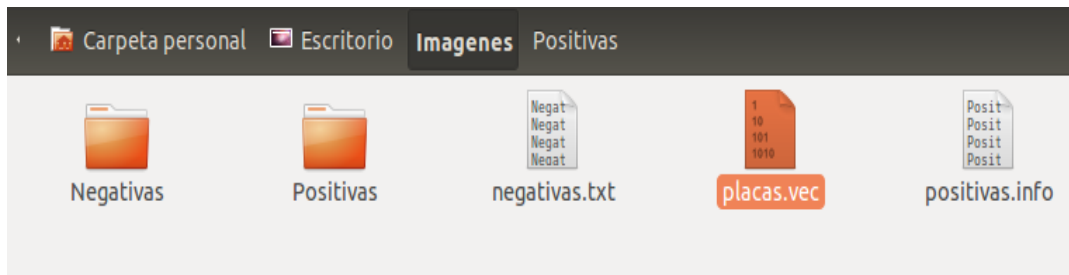 Carpeta personal Escritorio Imagenes Positivas
Negat
Negat
Negat
Negat
1
10
101
1010
Posit
Posit
Posit
Posit
Negativas Positivas negativas.txt placas.vec positivas.info